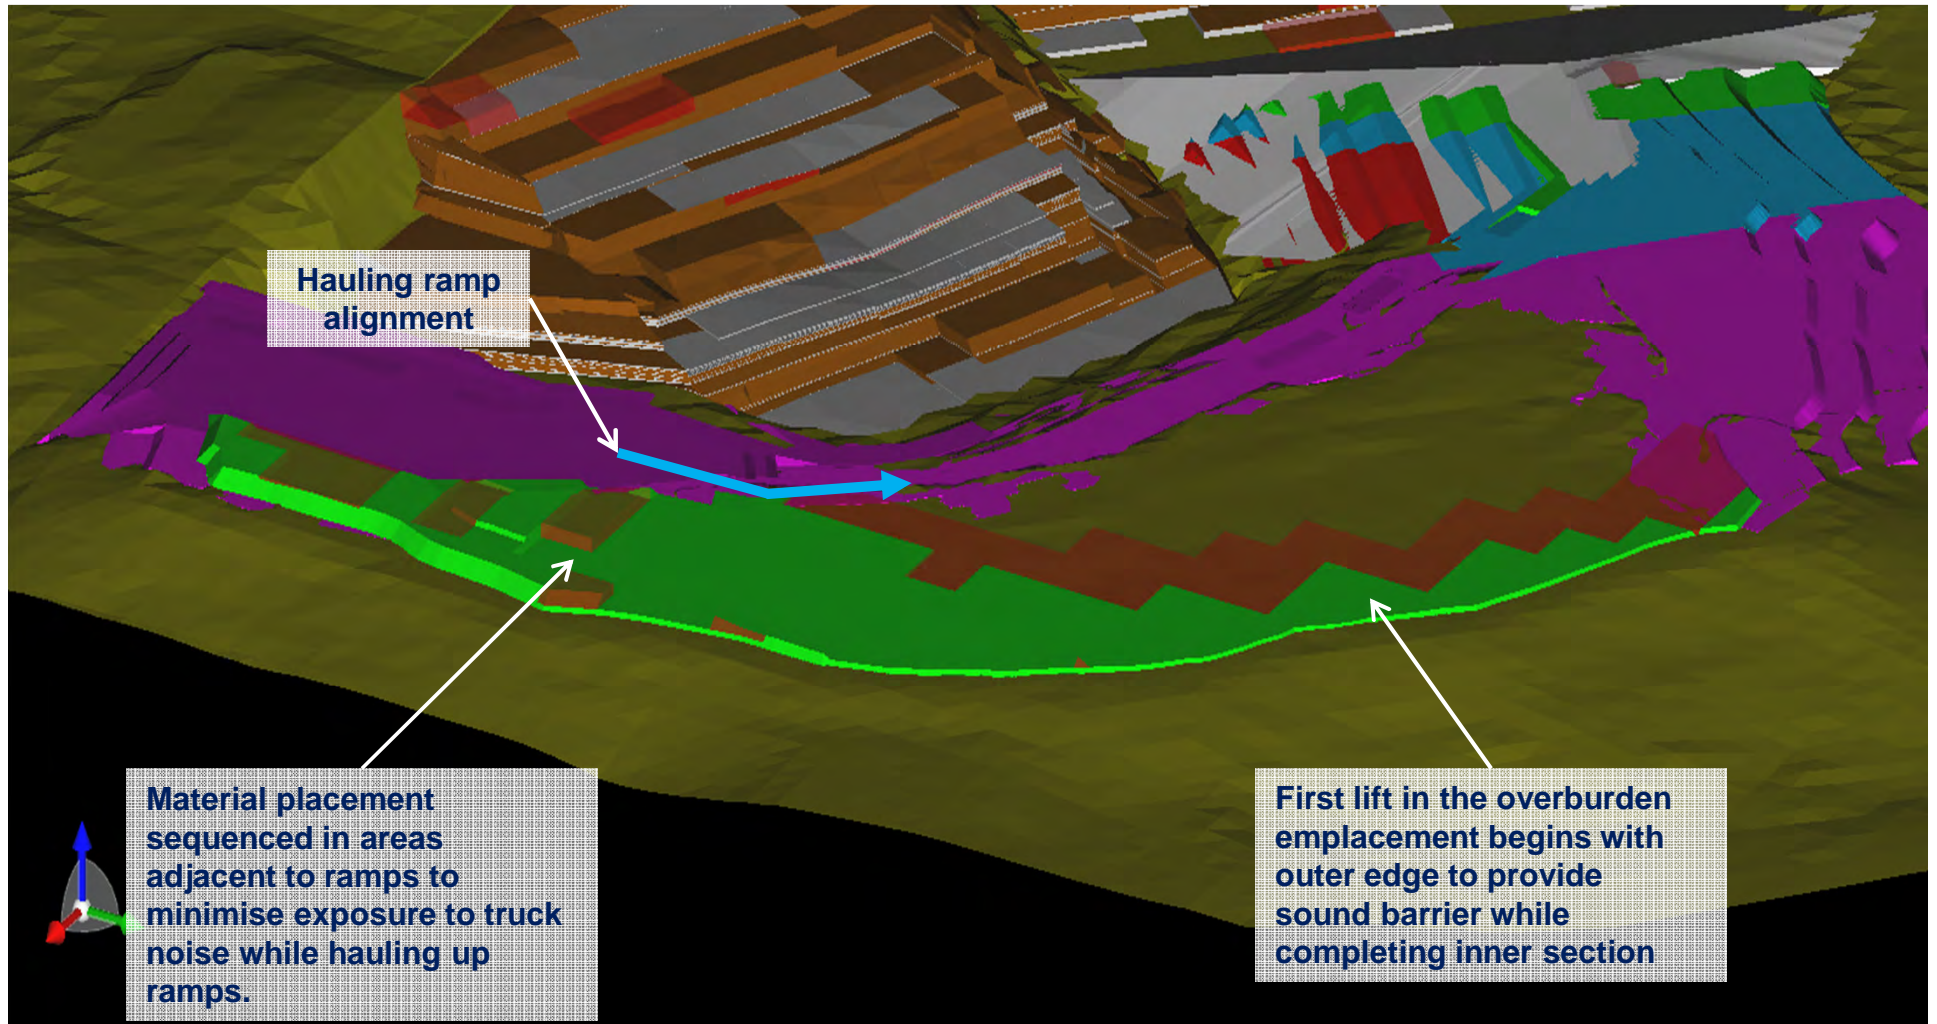 Hauling ramp
alignment
Material placement
sequenced in areas
adjacent to ramps to
minimise exposure to truck
noise while hauling up
ramps.
First lift in the overburden
emplacement begins with
outer edge to provide
sound barrier while
completing inner section